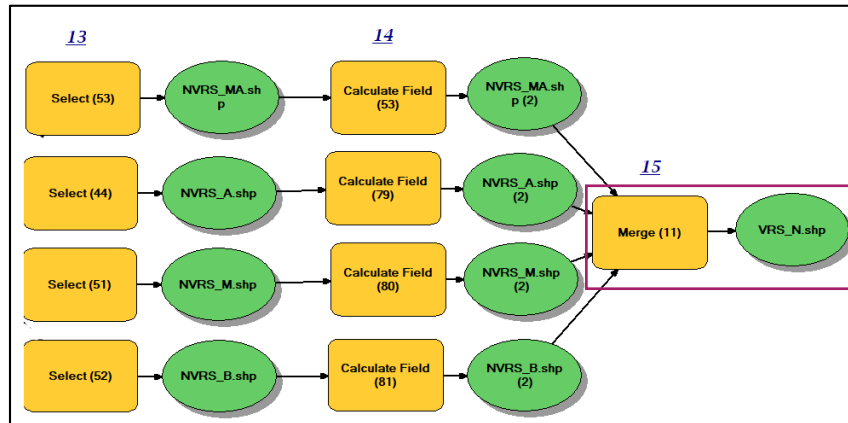 13
14
Select (53)
NVRS_MA.sh
p
Calculate Field
(53)
NVRS_MA.sh
p (2)
15
Select (44)
NVRS_A.shp
Calculate Field
(79)
NVRS_A.shp
(2)
Merge (11)
VRS_N.shp
Select (51)
NVRS_M.shp
Calculate Field
(80)
NVRS_M.shp
(2)
Select (52)
NVRS_B.shp
Calculate Field
(81)
NVRS_B.shp
(2)